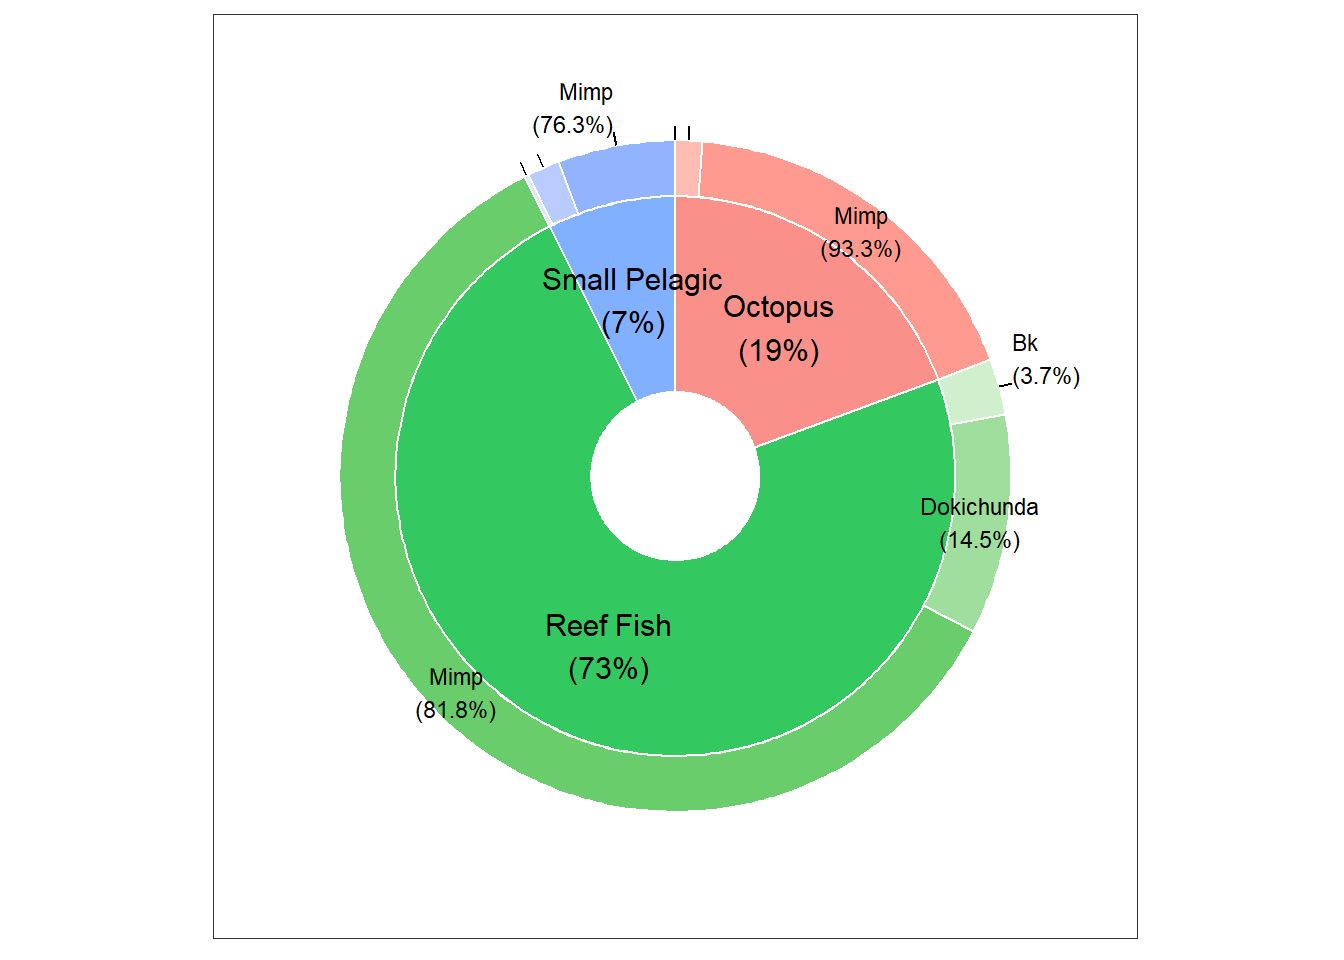 Mimp
(76.3%)
Mimp
(93.3%)
Small Pelagic
(7%)
Octopus
(19%)
Bk
(3.7%)
Dokichunda
(14.5%)
Reef Fish
(73%)
Mimp
(81.8%)